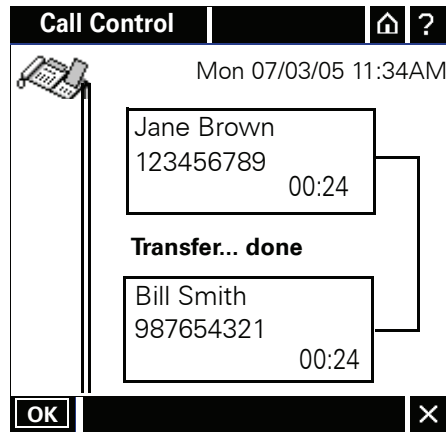 Call Control ?
Mon 07/03/05 11:34AM
Jane Brown
123456789
00:24
Transfer... done
Bill Smith
987654321
00:24
OK